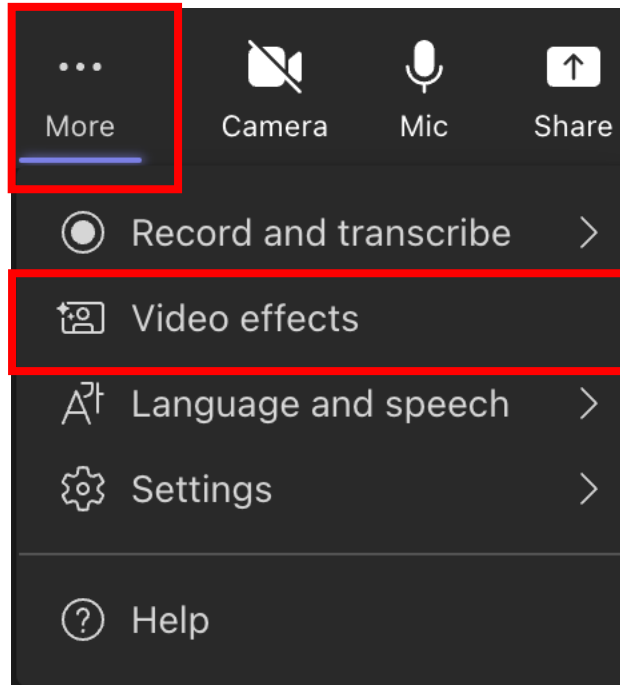 More Camera Mic Share
Record and transcribe
Video effects
Language and speech
Settings
Help